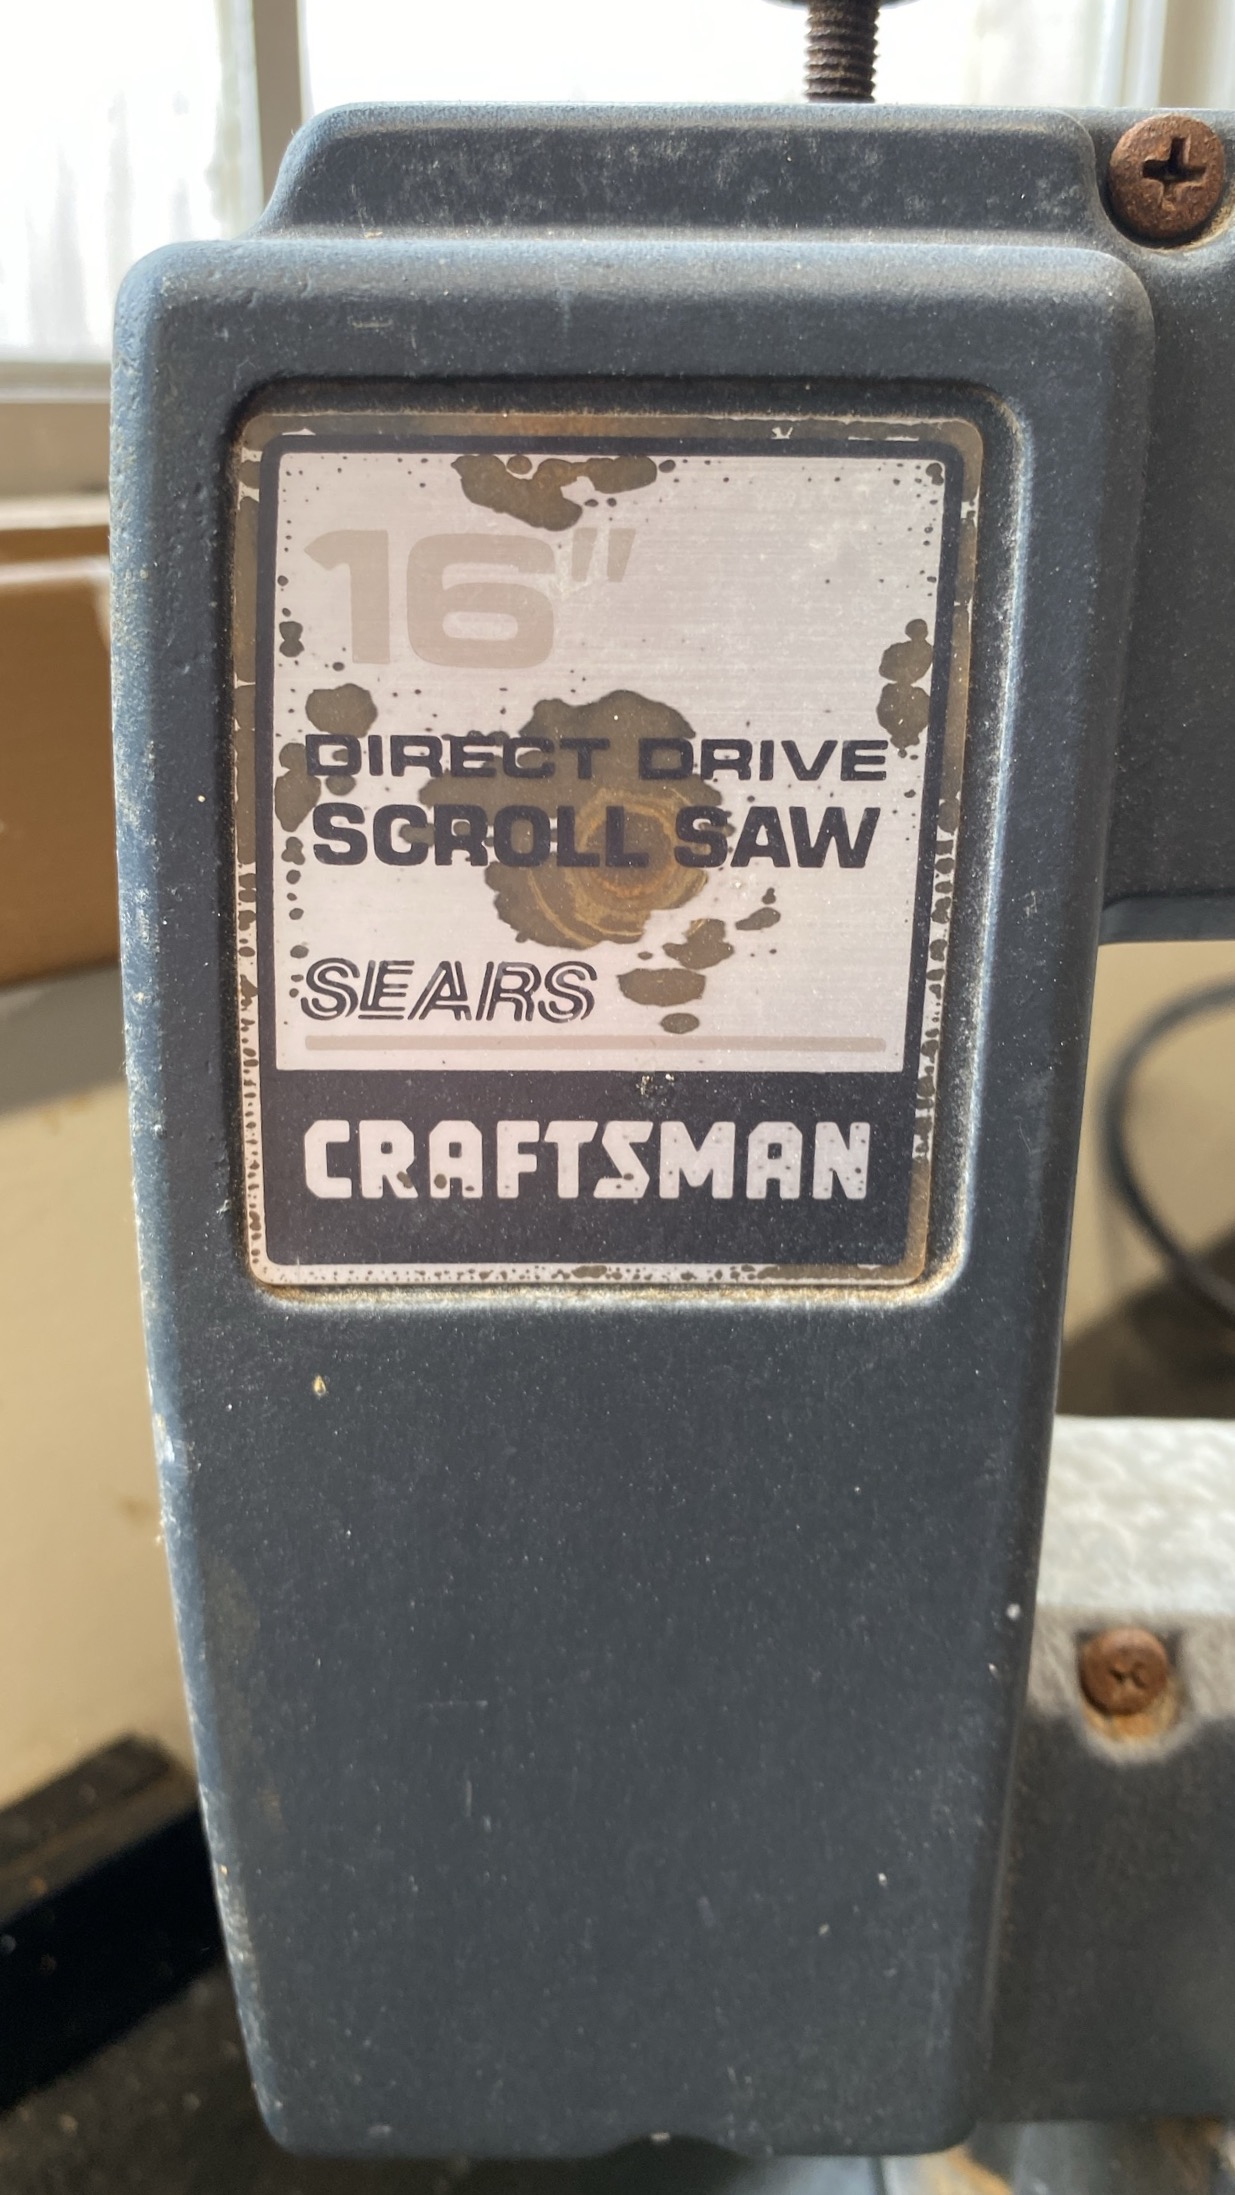 16"
DIRECT DRIVE
SCROLL SAW
SEARS
CRAFTSMAN